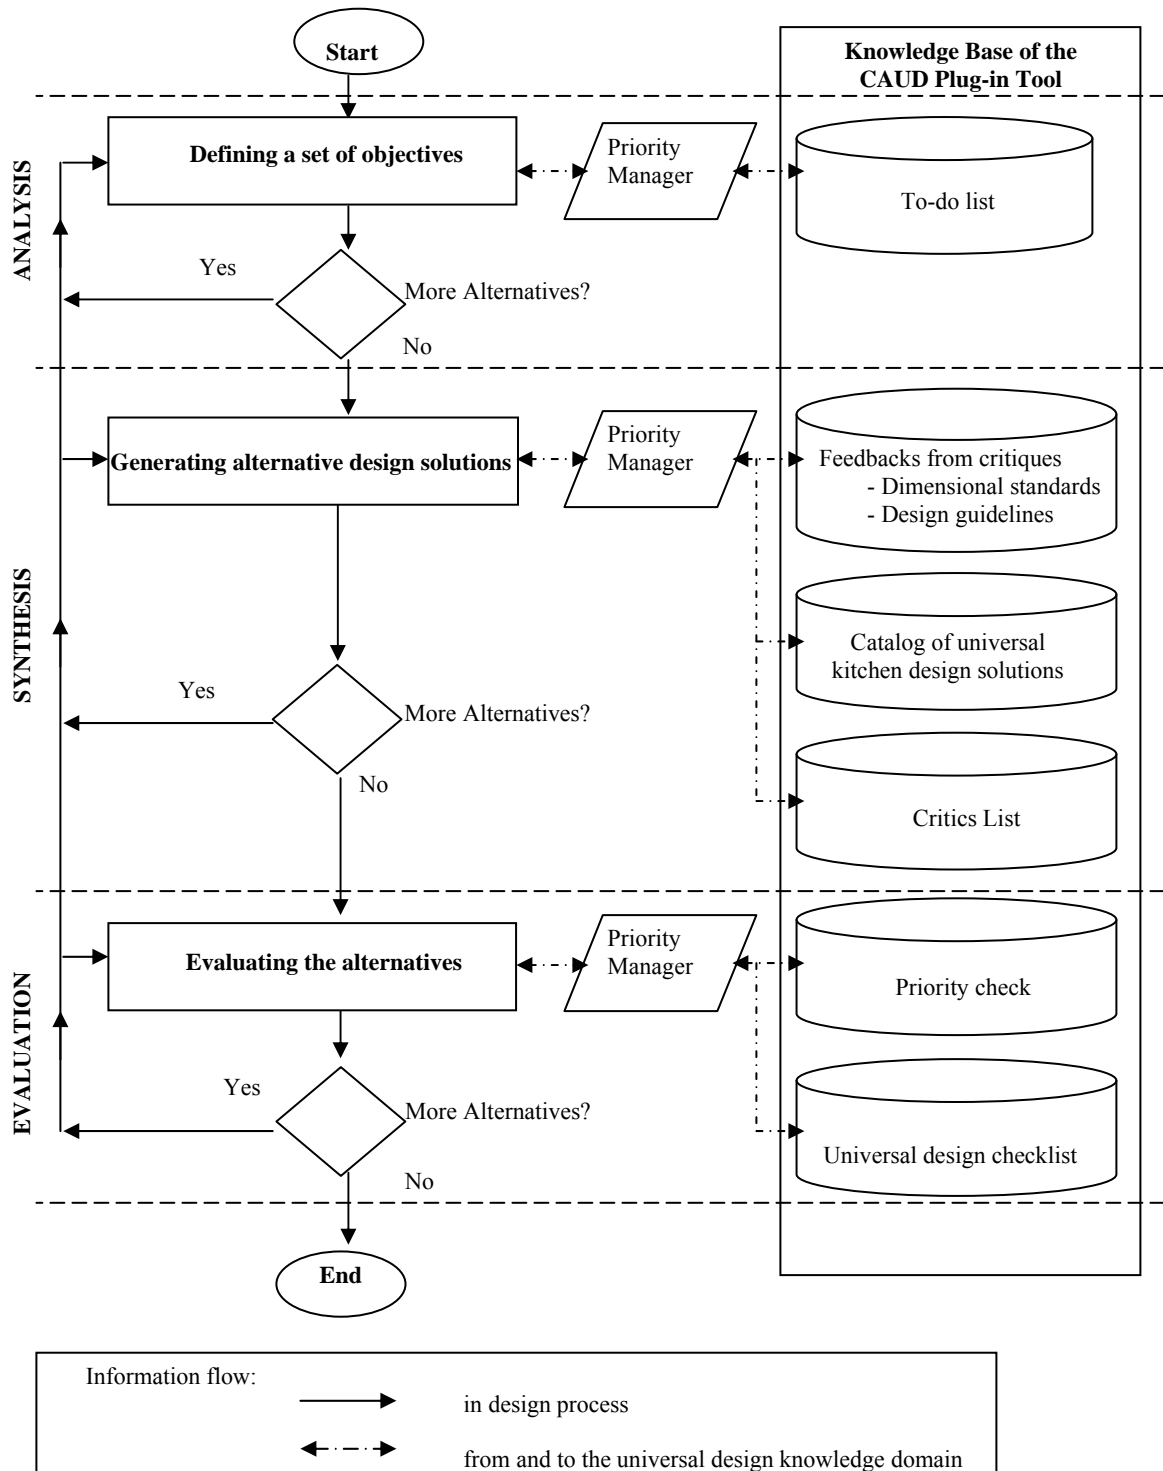 Start
Knowledge Base of the
CAUD Plug-in Tool
ANALYSIS
Defining a set of objectives
Priority
Manager
To-do list
Yes
More Alternatives?
No
SYNTHESIS
Generating alternative design solutions
Priority
Manager
Feedbacks from critiques
- Dimensional standards
- Design guidelines
Catalog of universal
kitchen design solutions
Yes
More Alternatives?
No
Critics List
EVALUATION
Evaluating the alternatives
Priority
Manager
Priority check
Yes
More Alternatives?
No
Universal design checklist
End
Information flow:
in design process
from and to the universal design knowledge domain